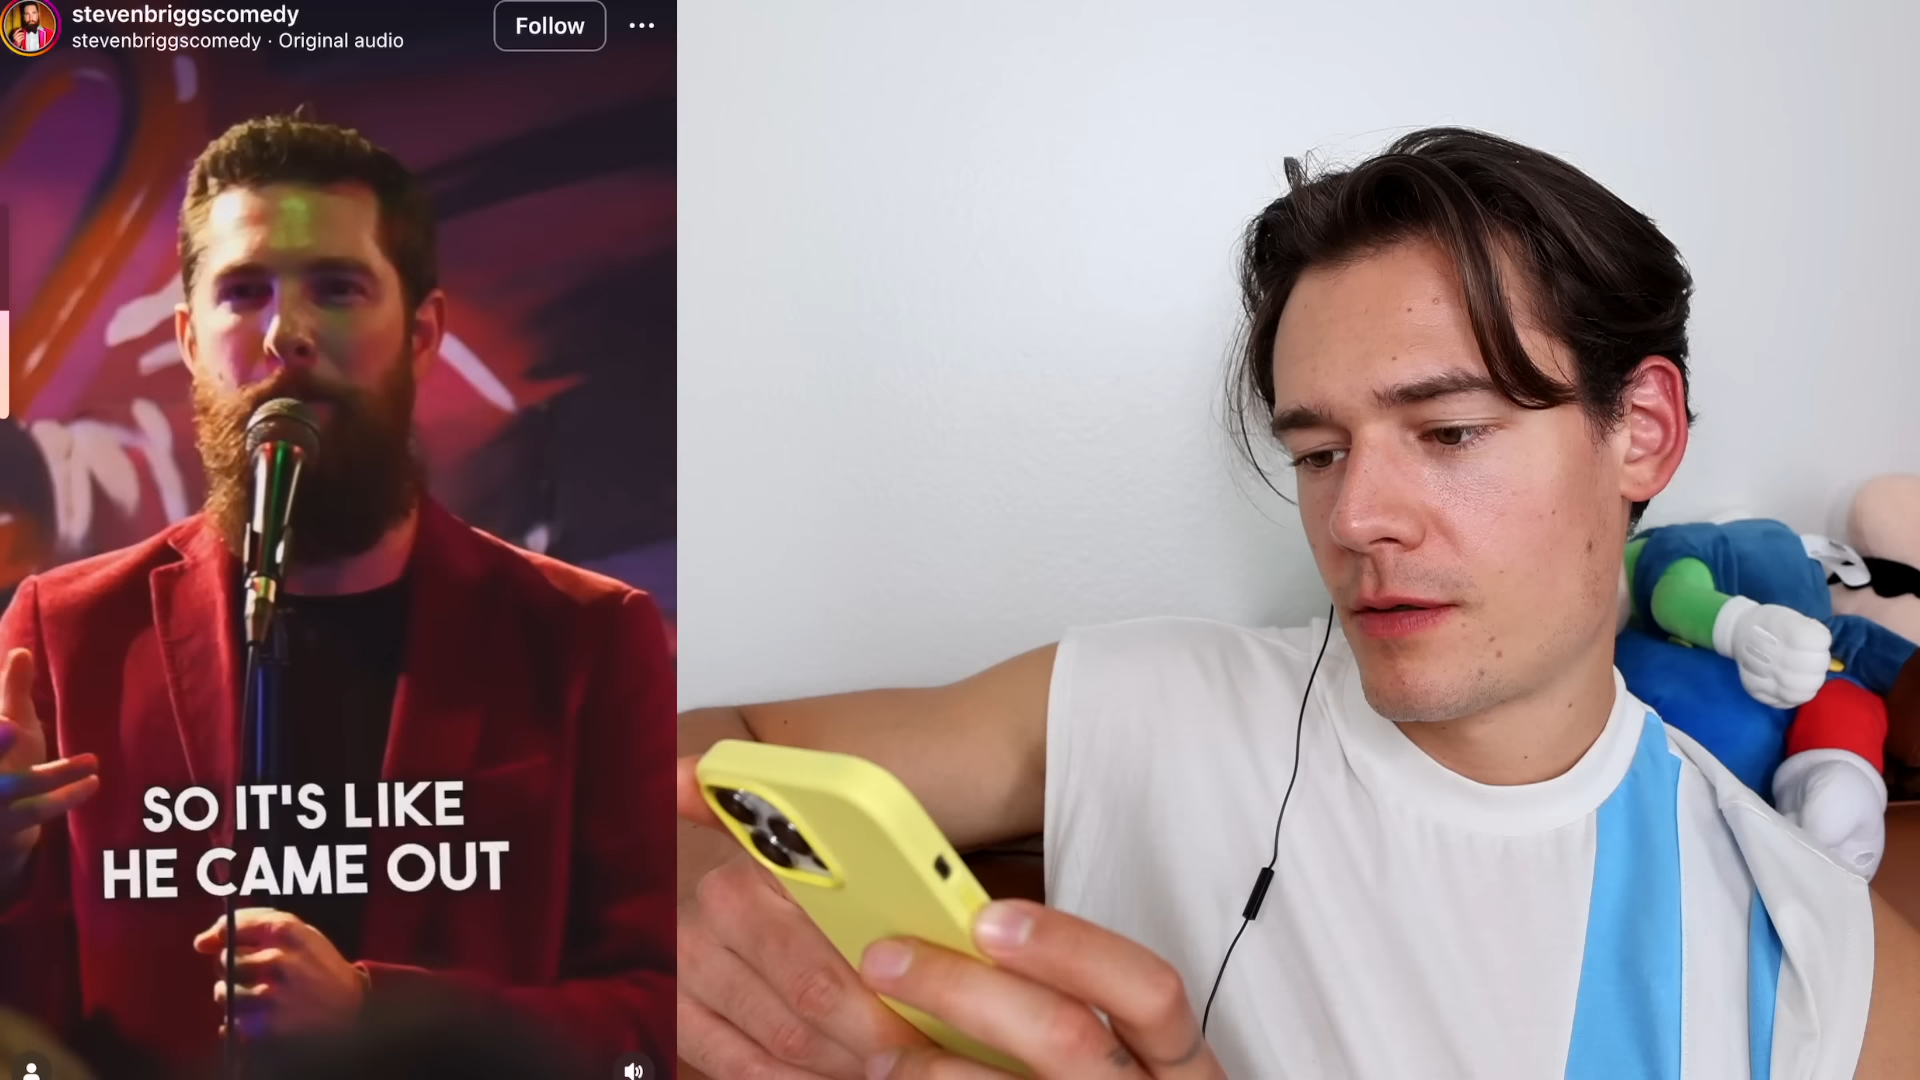 stevenbriggscomedy
stevenbriggscomedy · Original audio
Follow
SO IT'S LIKE
HE CAME OUT